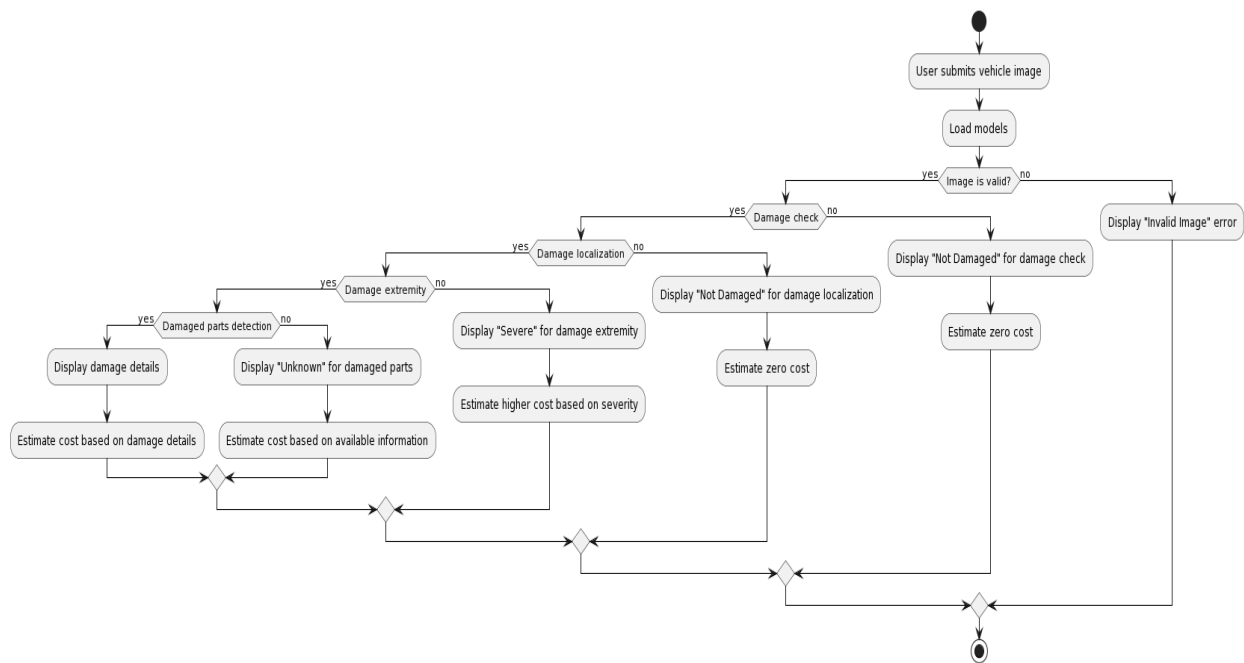 User submits vehicle image
Load models
yes
Image is valid?
no
yes
Damage check
no
Display "Invalid Image" error
yes
Damage localization
no
Display "Not Damaged" for damage check
yes
Damage extremity
no
Display "Not Damaged" for damage localization
yes
Damaged parts detection
no
Display "Severe" for damage extremity
Estimate zero cost
Display damage details
Display "Unknown" for damaged parts
Estimate zero cost
Estimate higher cost based on severity
Estimate cost based on damage details
Estimate cost based on available information